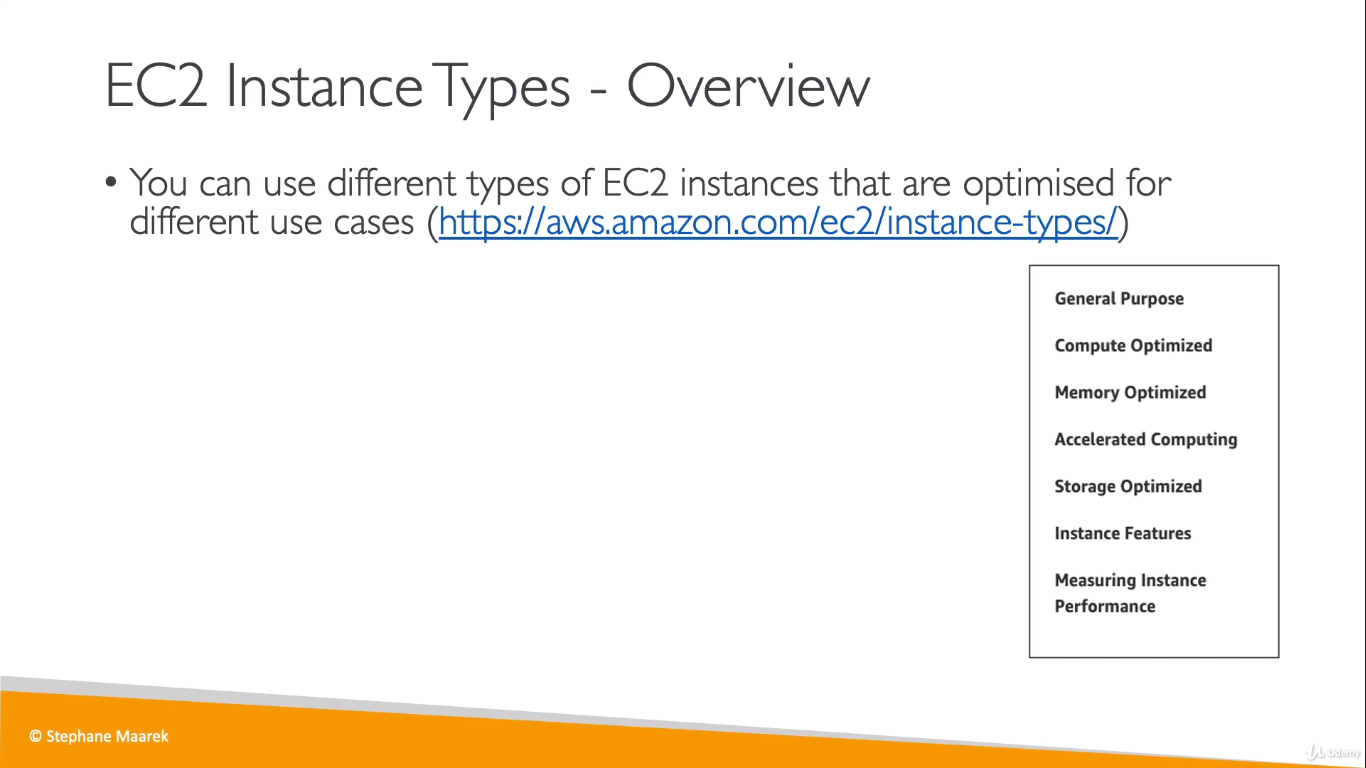 EC2 Instance Types - Overview
• You can use different types of EC2 instances that are optimised for
different use cases (https://aws.amazon.com/ec2/instance-types/)
General Purpose
Compute Optimized
Memory Optimized
Accelerated Computing
Storage Optimized
Instance Features
Measuring Instance
Performance
© Stephane Maarek
Udemy